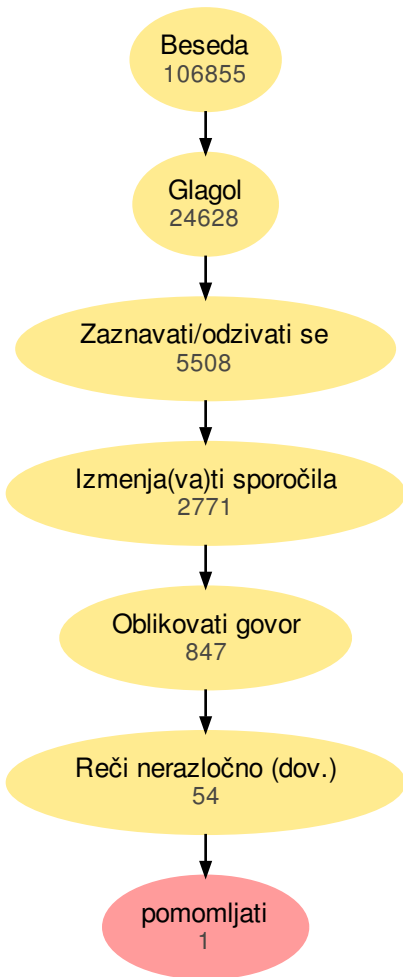 Beseda
106855
Glagol
24628
Zaznavati/odzivati se
5508
Izmenja(va)ti sporočila
2771
Oblikovati govor
847
Reči nerazločno (dov.)
54
pomomljati
1